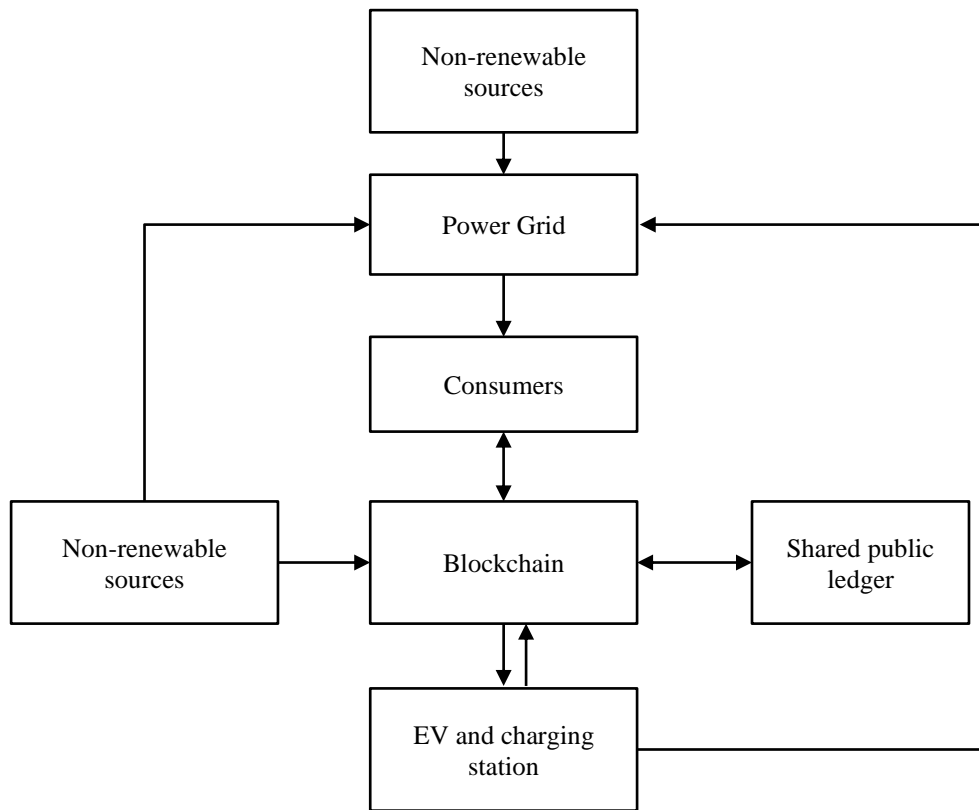 Non-renewable
sources
Power Grid
Consumers
Non-renewable
sources
Blockchain
Shared public
ledger
EV and charging
station